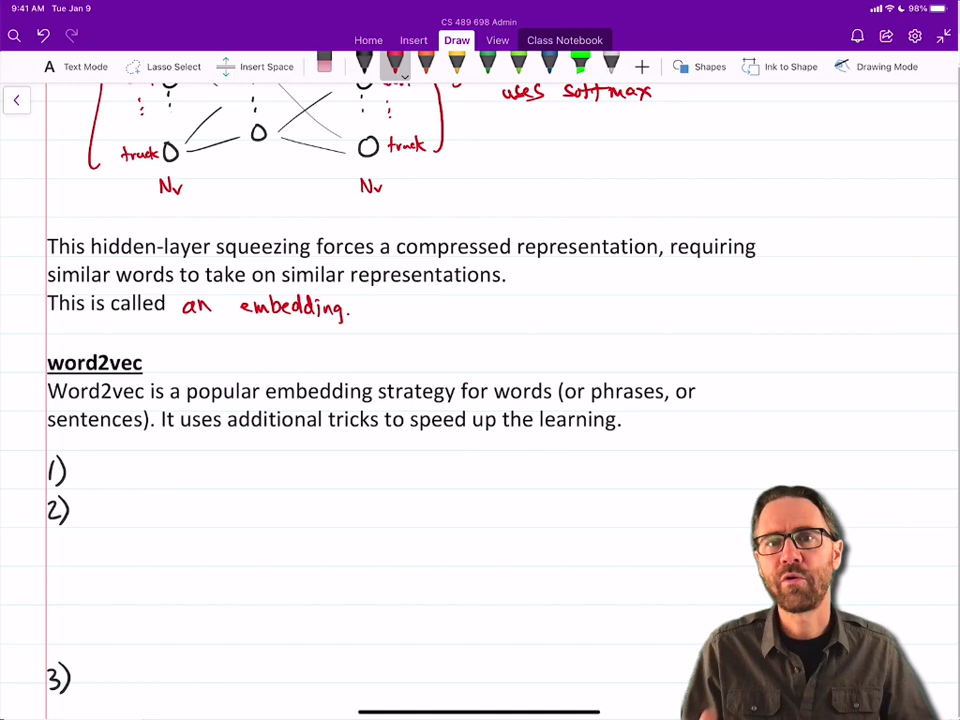 9:41 AM Tue Jan 9
98%
CS 489 698 Admin
Home Insert Draw View Class Notebook
A Text Mode Lasso Select Insert Space Shapes Ink to Shape Drawing Mode
uses softmax
truck truck
Nv Nv
This hidden-layer squeezing forces a compressed representation, requiring
similar words to take on similar representations.
This is called an embedding.
word2vec
Word2vec is a popular embedding strategy for words (or phrases, or
sentences). It uses additional tricks to speed up the learning.
1)
2)
3)